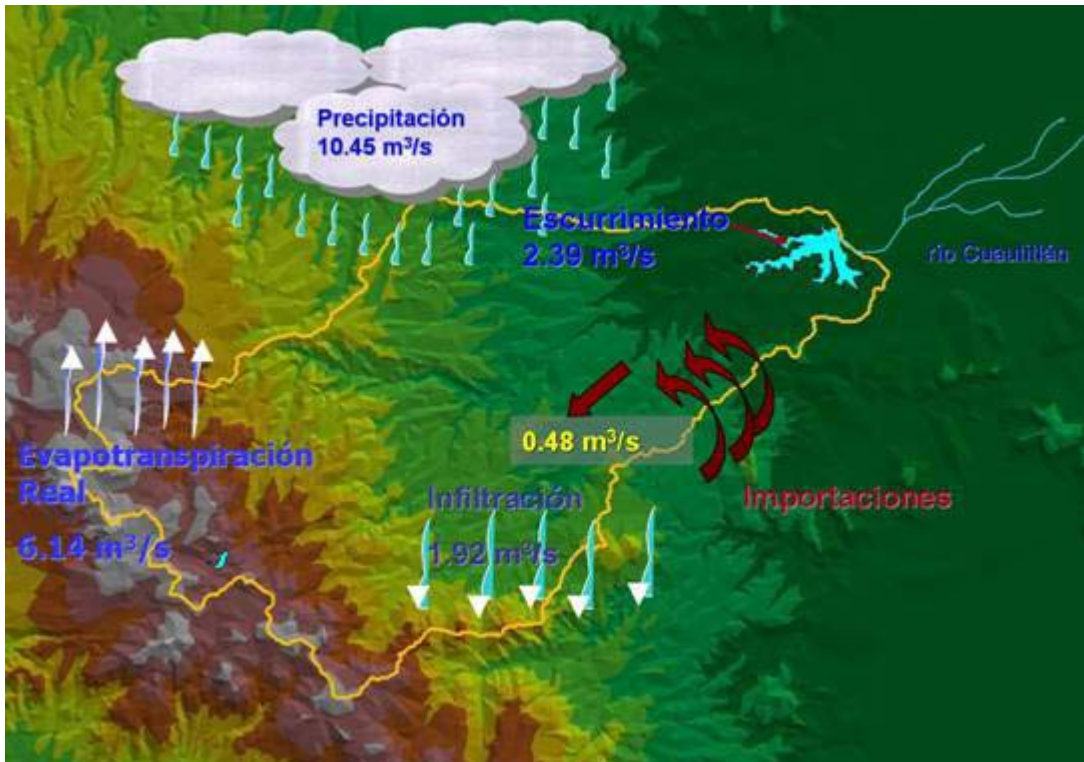 Precipitación
10.45 m³/s
Escurrimiento
2.39 m³/s
río Cuautitlán
0.48 m³/s
Evapotranspiración
Real
6.14 m³/s
Infiltración
1.92 m³/s
Importaciones